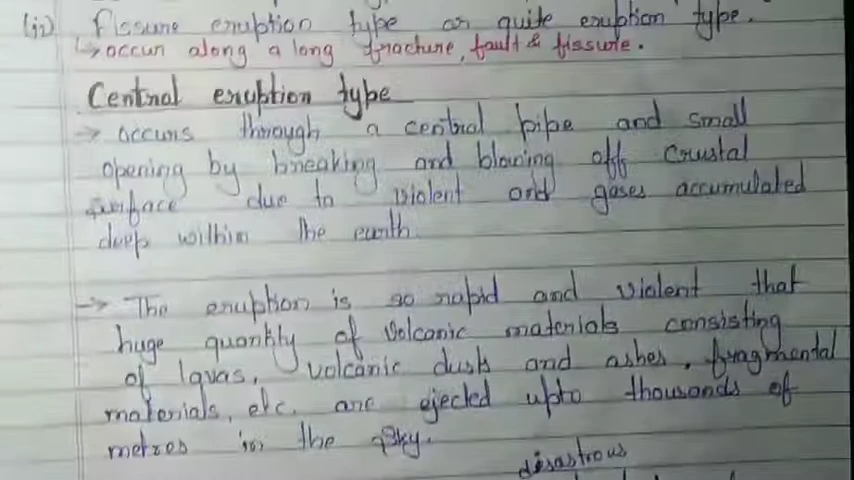 (ii) Fissure eruption type or quite eruption type.
↳ occur along a long fracture, fault & fissure.
Central eruption type
→ occurs through a central pipe and small
opening by breaking and blowing off crustal
surface due to violent and gases accumulated
deep within the earth.
→ The eruption is so rapid and violent that
huge quantity of volcanic materials consisting
of lavas, volcanic dusts and ashes, fragmental
materials, etc. are ejected upto thousands of
metres in the sky.
disastrous